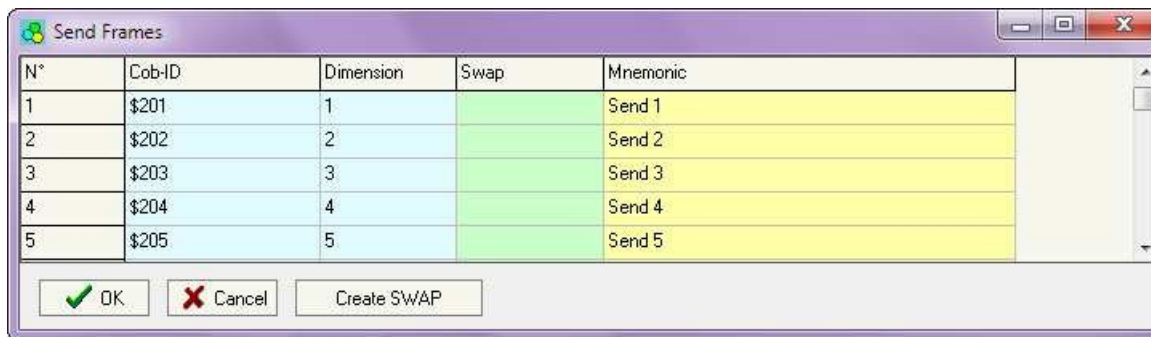 Send Frames
N° Cob-ID Dimension Swap Mnemonic
1 $201 1 Send 1
2 $202 2 Send 2
3 $203 3 Send 3
4 $204 4 Send 4
5 $205 5 Send 5
OK Cancel Create SWAP